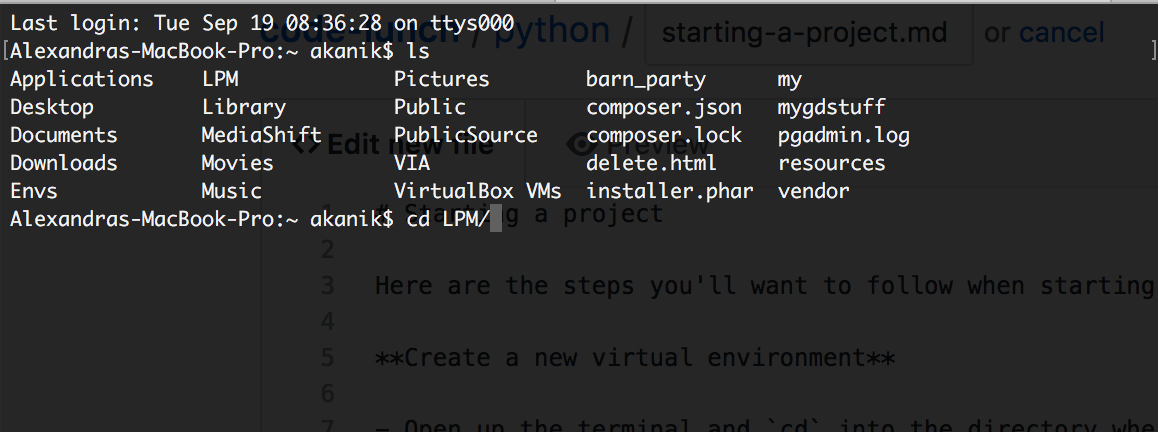 Last login: Tue Sep 19 08:36:28 on ttys000
code-lunch / python / starting-a-project.md or cancel
[Alexandras-MacBook-Pro:~ akanik$ ls ]
Applications LPM Pictures barn_party my
Desktop Library Public composer.json mygdstuff
Documents MediaShift PublicSource composer.lock pgadmin.log
<> Edit new file Preview
Downloads Movies VIA delete.html resources
Envs Music VirtualBox VMs installer.phar vendor
Alexandras-MacBook-Pro:~ akanik$ cd LPM/
1 # Starting a project
2
3 Here are the steps you'll want to follow when starting
4
5 **Create a new virtual environment**
6
7 - Open up the terminal and `cd` into the directory whe